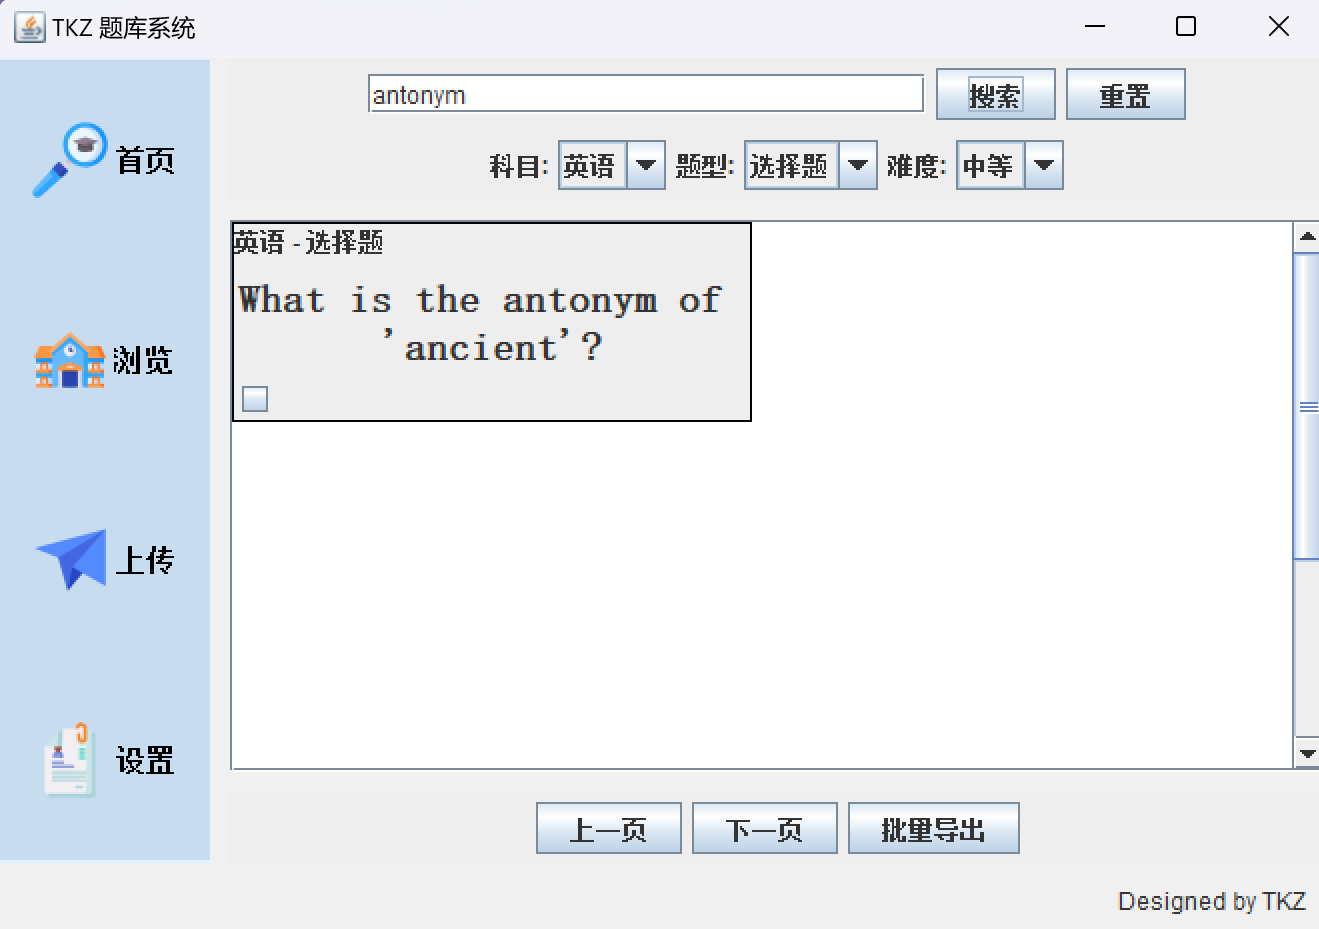 TKZ 题库系统
antonym
搜索
重置
科目: 英语 题型: 选择题 难度: 中等
首页
浏览
上传
设置
英语 - 选择题
What is the antonym of
'ancient'?
上一页
下一页
批量导出
Designed by TKZ